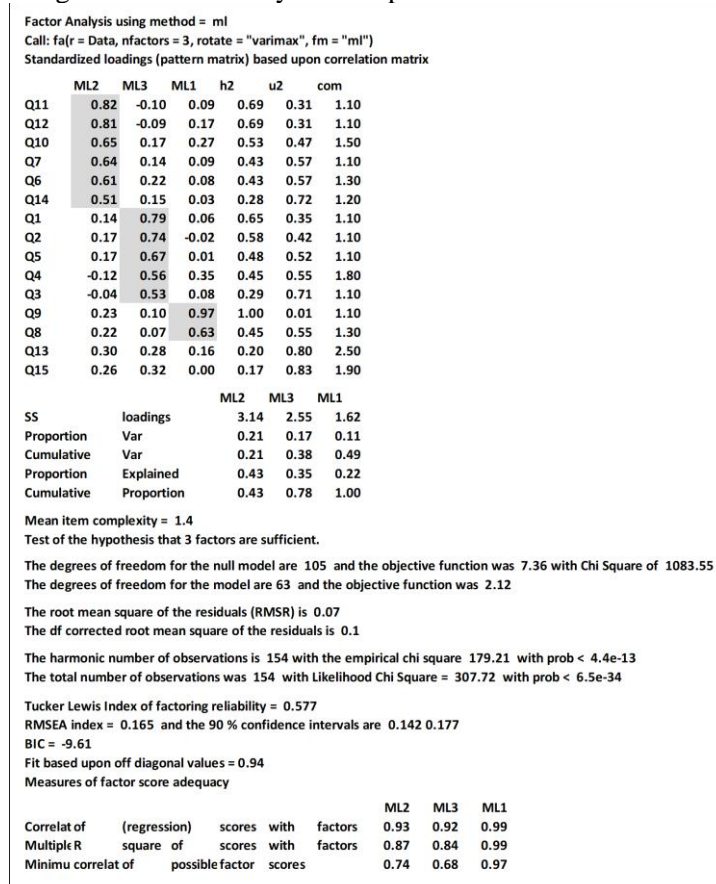 Factor Analysis using method = ml
Call: fa(r = Data, nfactors = 3, rotate = "varimax", fm = "ml")
Standardized loadings (pattern matrix) based upon correlation matrix
ML2 ML3 ML1 h2 u2 com
Q11 0.82 -0.10 0.09 0.69 0.31 1.10
Q12 0.81 -0.09 0.17 0.69 0.31 1.10
Q10 0.65 0.17 0.27 0.53 0.47 1.50
Q7 0.64 0.14 0.09 0.43 0.57 1.10
Q6 0.61 0.22 0.08 0.43 0.57 1.30
Q14 0.51 0.15 0.03 0.28 0.72 1.20
Q1 0.14 0.79 0.06 0.65 0.35 1.10
Q2 0.17 0.74 -0.02 0.58 0.42 1.10
Q5 0.17 0.67 0.01 0.48 0.52 1.10
Q4 -0.12 0.56 0.35 0.45 0.55 1.80
Q3 -0.04 0.53 0.08 0.29 0.71 1.10
Q9 0.23 0.10 0.97 1.00 0.01 1.10
Q8 0.22 0.07 0.63 0.45 0.55 1.30
Q13 0.30 0.28 0.16 0.20 0.80 2.50
Q15 0.26 0.32 0.00 0.17 0.83 1.90
ML2 ML3 ML1
SS loadings 3.14 2.55 1.62
Proportion Var 0.21 0.17 0.11
Cumulative Var 0.21 0.38 0.49
Proportion Explained 0.43 0.35 0.22
Cumulative Proportion 0.43 0.78 1.00
Mean item complexity = 1.4
Test of the hypothesis that 3 factors are sufficient.
The degrees of freedom for the null model are 105 and the objective function was 7.36 with Chi Square of 1083.55
The degrees of freedom for the model are 63 and the objective function was 2.12
The root mean square of the residuals (RMSR) is 0.07
The df corrected root mean square of the residuals is 0.1
The harmonic number of observations is 154 with the empirical chi square 179.21 with prob < 4.4e-13
The total number of observations was 154 with Likelihood Chi Square = 307.72 with prob < 6.5e-34
Tucker Lewis Index of factoring reliability = 0.577
RMSEA index = 0.165 and the 90 % confidence intervals are 0.142 0.177
BIC = -9.61
Fit based upon off diagonal values = 0.94
Measures of factor score adequacy
ML2 ML3 ML1
Correlat of (regression) scores with factors 0.93 0.92 0.99
Multiple R square of scores with factors 0.87 0.84 0.99
Minimu correlat of possible factor scores 0.74 0.68 0.97